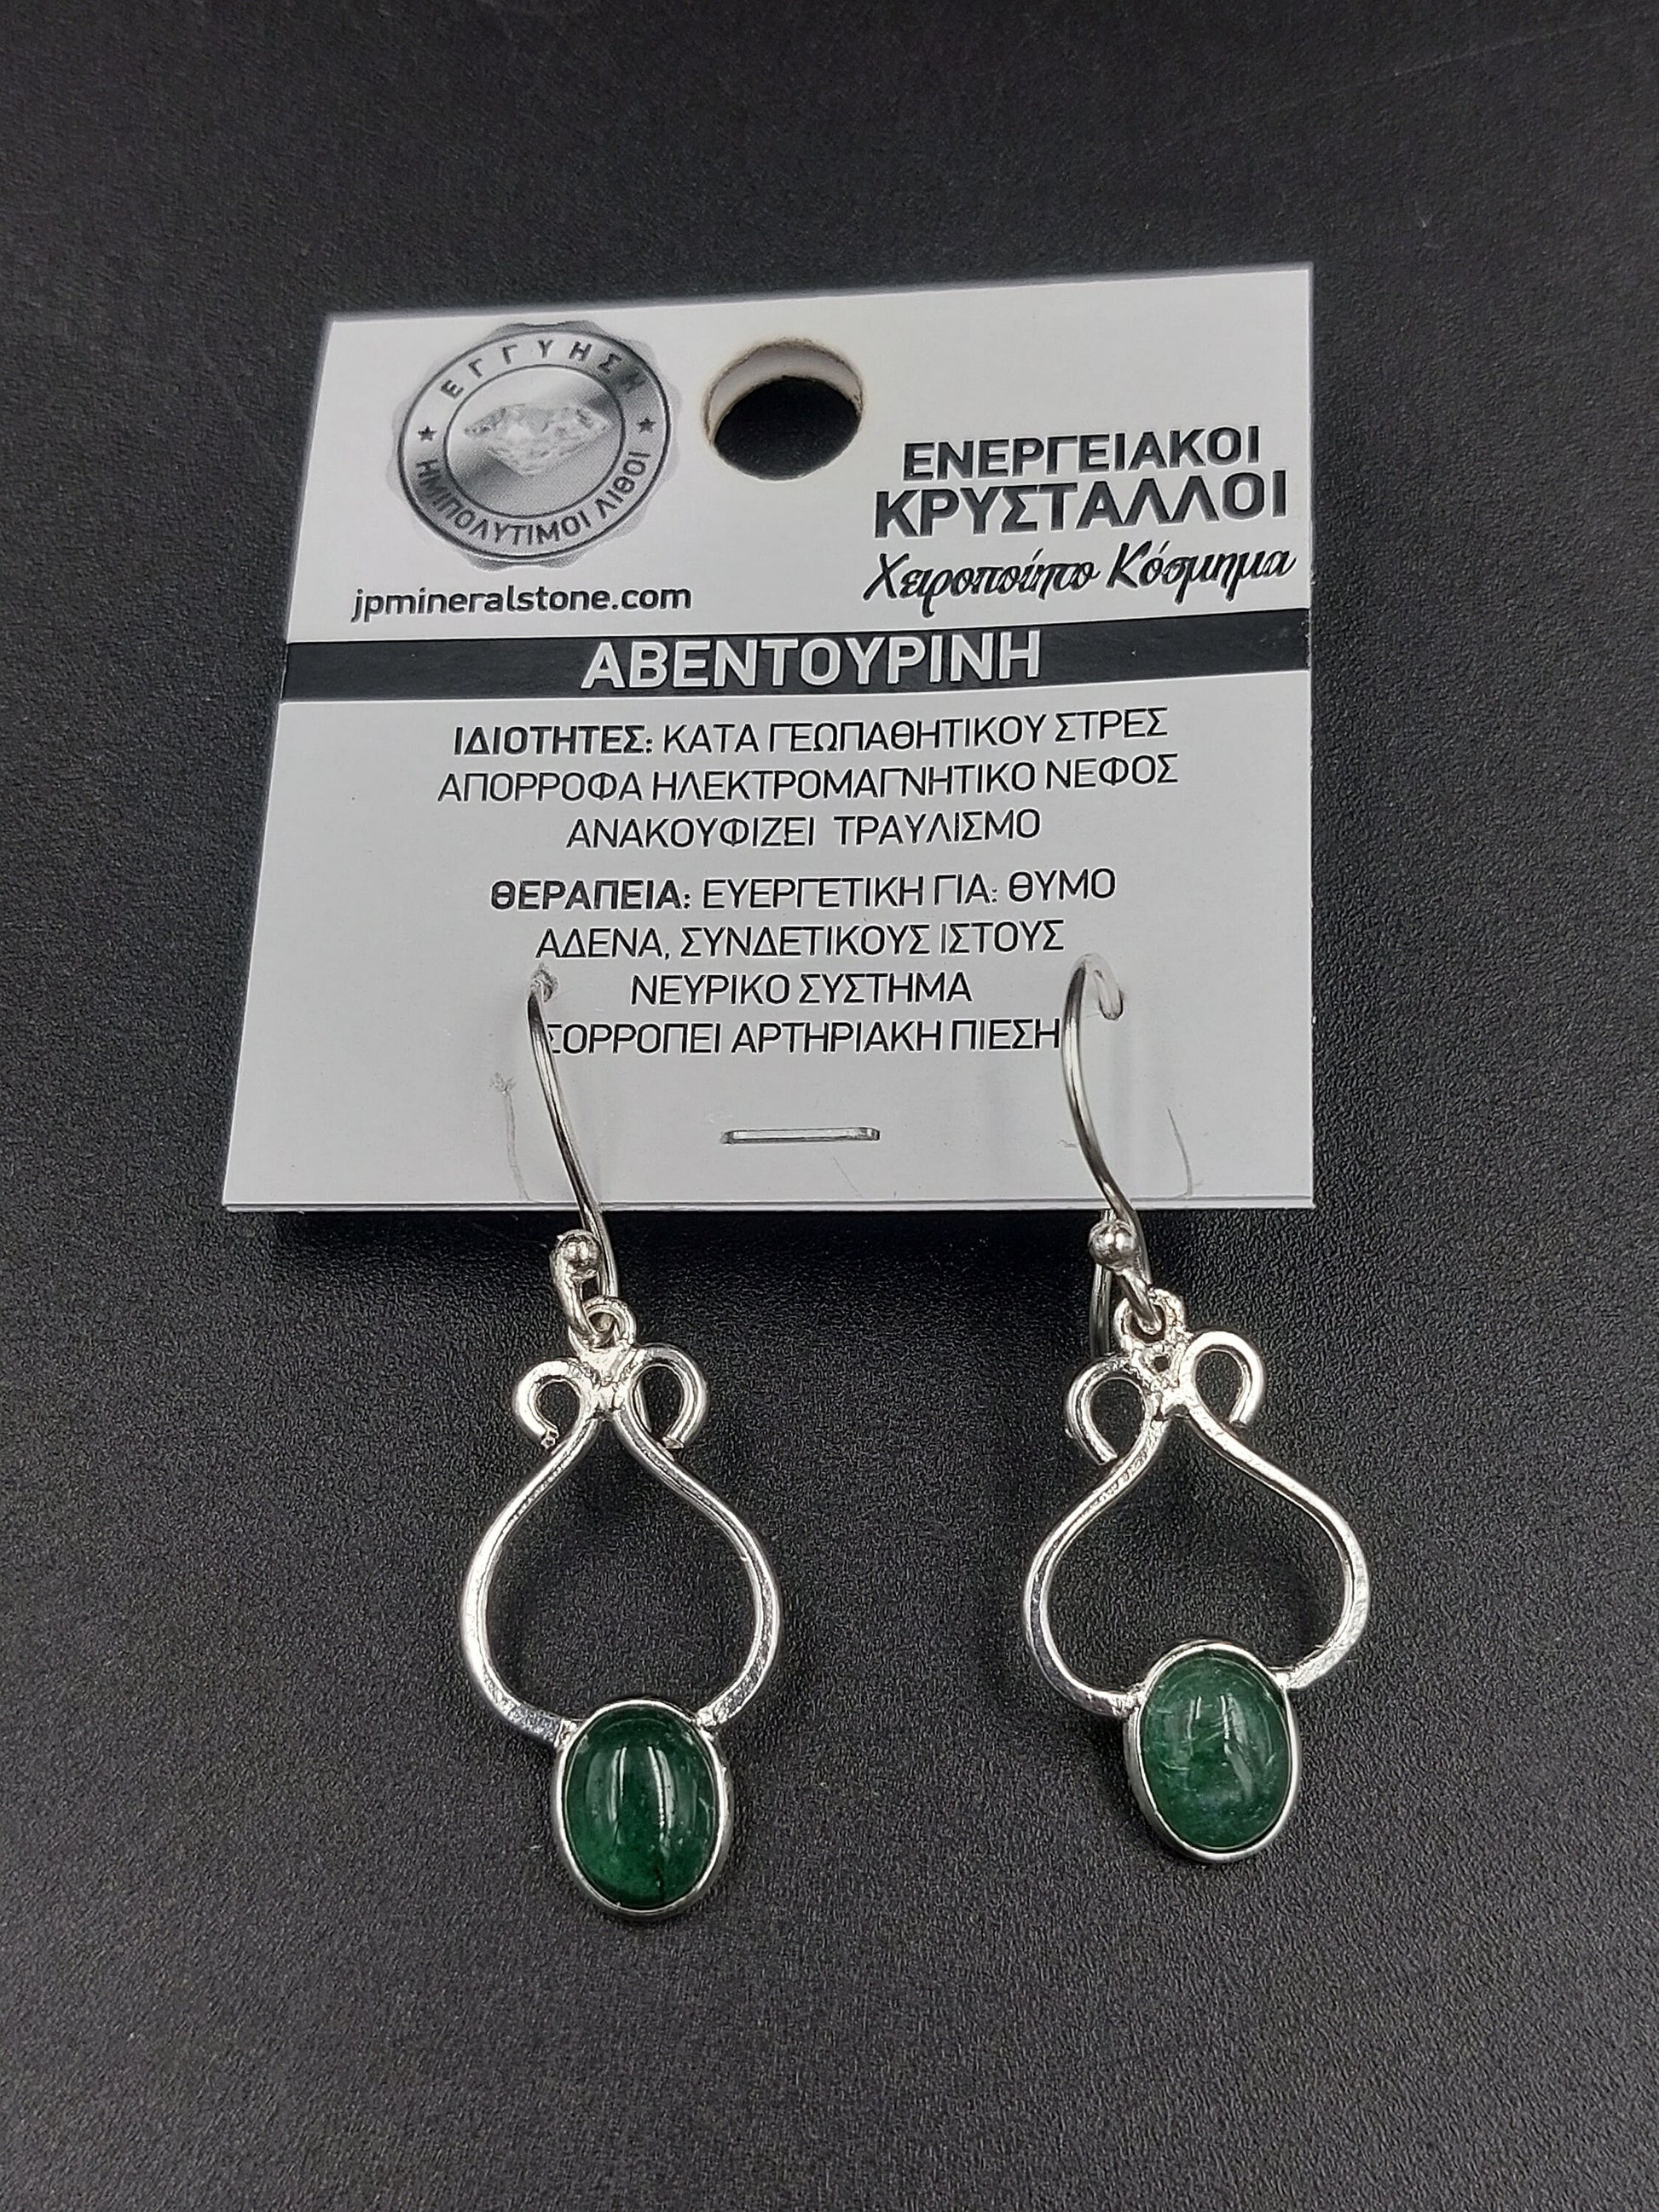 ΕΓΓΥΗΣΗ
ΗΜΙΠΟΛΥΤΙΜΟΙ ΛΙΘΟΙ
jpmineralstone.com
ΕΝΕΡΓΕΙΑΚΟΙ
ΚΡΥΣΤΑΛΛΟΙ
Χειροποίητο Κόσμημα
ΑΒΕΝΤΟΥΡΙΝΗ
ΙΔΙΟΤΗΤΕΣ: ΚΑΤΑ ΓΕΩΠΑΘΗΤΙΚΟΥ ΣΤΡΕΣ
ΑΠΟΡΡΟΦΑ ΗΛΕΚΤΡΟΜΑΓΝΗΤΙΚΟ ΝΕΦΟΣ
ΑΝΑΚΟΥΦΙΖΕΙ ΤΡΑΥΛΙΣΜΟ
ΘΕΡΑΠΕΙΑ: ΕΥΕΡΓΕΤΙΚΗ ΓΙΑ: ΘΥΜΟ
ΑΔΕΝΑ, ΣΥΝΔΕΤΙΚΟΥΣ ΙΣΤΟΥΣ
ΝΕΥΡΙΚΟ ΣΥΣΤΗΜΑ
ΣΟΡΡΟΠΕΙ ΑΡΤΗΡΙΑΚΗ ΠΙΕΣΗ